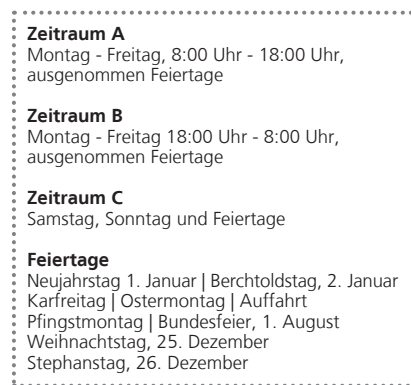 Zeitraum A
Montag - Freitag, 8:00 Uhr - 18:00 Uhr,
ausgenommen Feiertage
Zeitraum B
Montag - Freitag 18:00 Uhr - 8:00 Uhr,
ausgenommen Feiertage
Zeitraum C
Samstag, Sonntag und Feiertage
Feiertage
Neujahrstag 1. Januar | Berchtoldstag, 2. Januar
Karfreitag | Ostermontag | Auffahrt
Pfingstmontag | Bundesfeier, 1. August
Weihnachtstag, 25. Dezember
Stephanstag, 26. Dezember